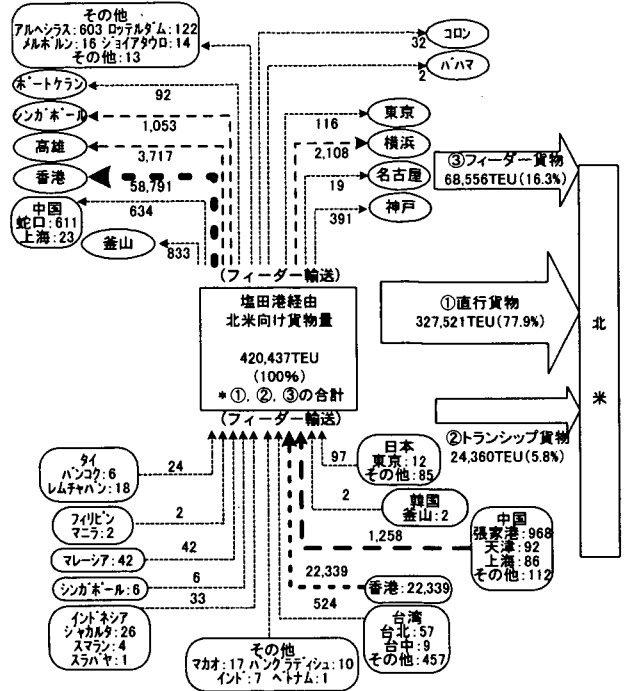 その他
アルヘシラス:603 ロッテルダム:122
メルボルン:16 ジョイアタウロ:14
その他:13
ポートケラン
92
シンガポール
1,053
高雄
3,717
香港
58,791
中国
蛇口:611
上海:23
634
釜山
833
コロン
32
バハマ
2
東京
116
横浜
2,108
名古屋
19
神戸
391
③フィーダー貨物
68,556TEU(16.3%)
(フィーダー輸送)
塩田港経由
北米向け貨物量
420,437TEU
(100%)
*①,②,③の合計
(フィーダー輸送)
①直行貨物
327,521TEU(77.9%)
②トランシップ貨物
24,360TEU(5.8%)
北
米
タイ
バンコク:6
レムチャバン:18
24
フィリピン
マニラ:2
2
マレーシア:42
42
シンガポール:6
6
インドネシア
ジャカルタ:26
スマラン:4
スラバヤ:1
33
その他
マカオ:17 バングラディシュ:10
インド:7 ベトナム:1
日本
東京:12
その他:85
97
韓国
釜山:2
2
中国
張家港:968
天津:92
上海:86
その他:112
1,258
香港:22,339
22,339
台湾
台北:57
台中:9
その他:457
524